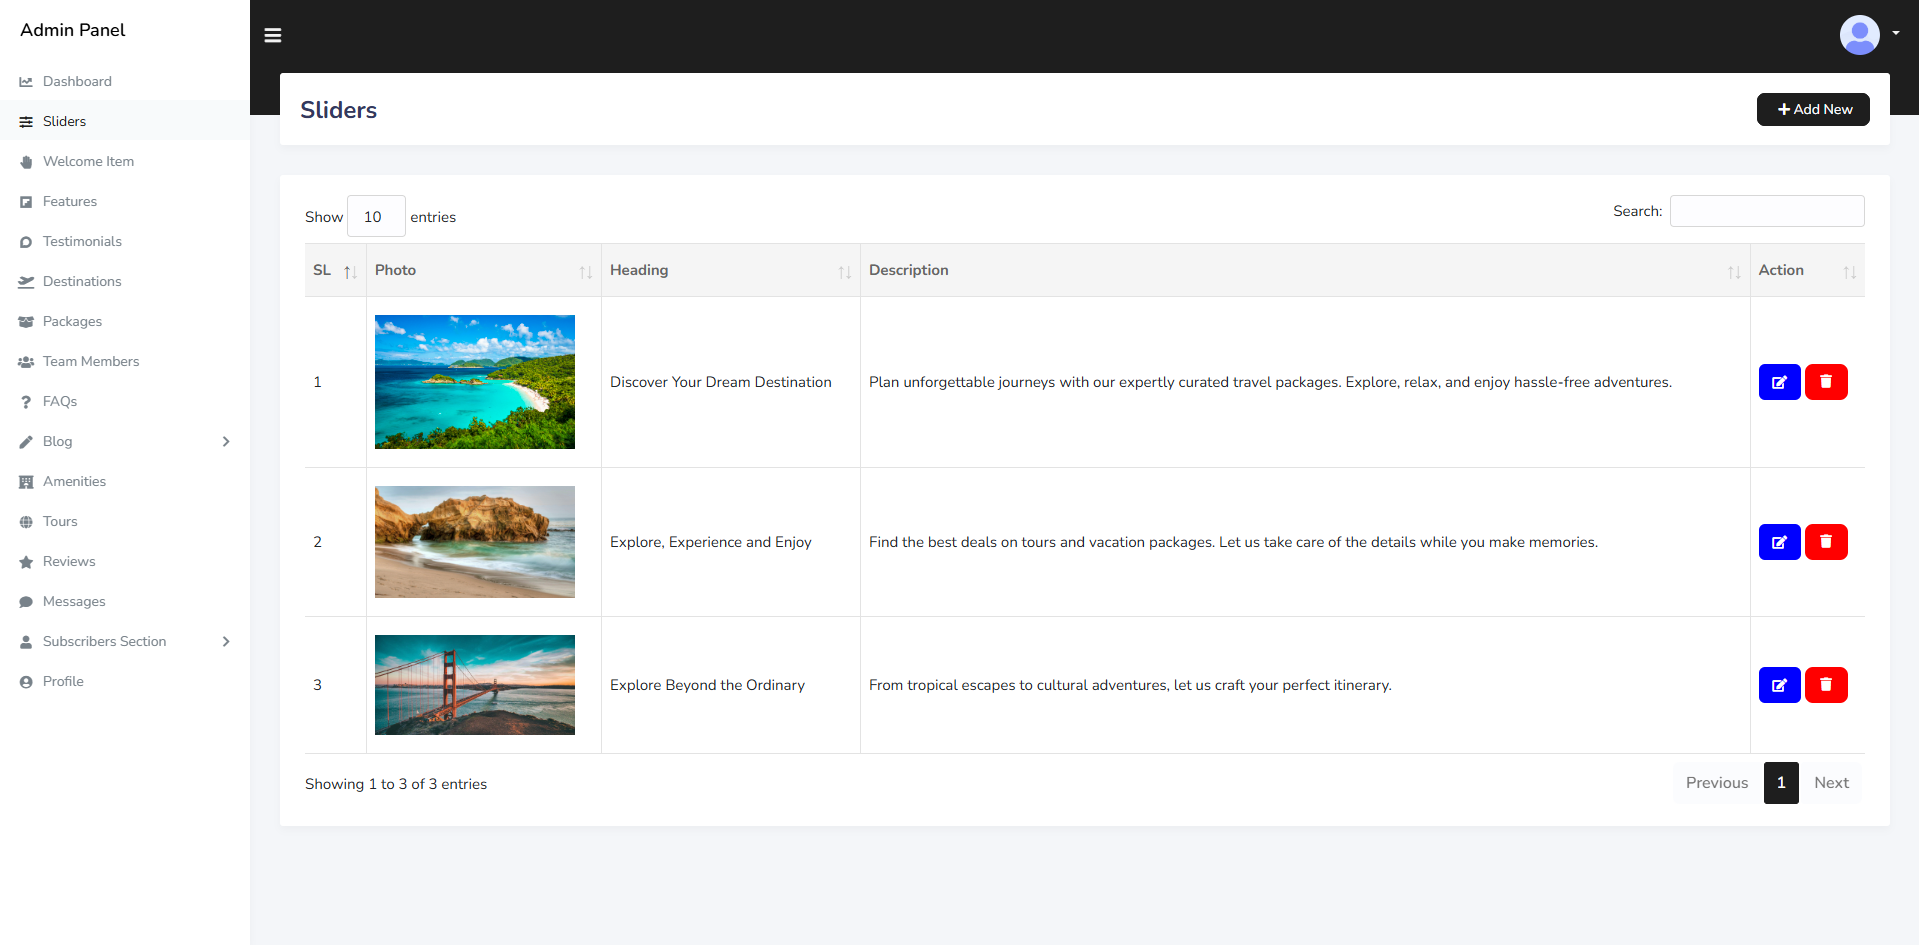 Admin Panel
Dashboard
Sliders
Welcome Item
Features
Testimonials
Destinations
Packages
Team Members
FAQs
Blog
Amenities
Tours
Reviews
Messages
Subscribers Section
Profile
Sliders
Add New
Show 10 entries
Search:
SL Photo Heading Description Action
1 Discover Your Dream Destination Plan unforgettable journeys with our expertly curated travel packages. Explore, relax, and enjoy hassle-free adventures.
2 Explore, Experience and Enjoy Find the best deals on tours and vacation packages. Let us take care of the details while you make memories.
3 Explore Beyond the Ordinary From tropical escapes to cultural adventures, let us craft your perfect itinerary.
Showing 1 to 3 of 3 entries
Previous 1 Next